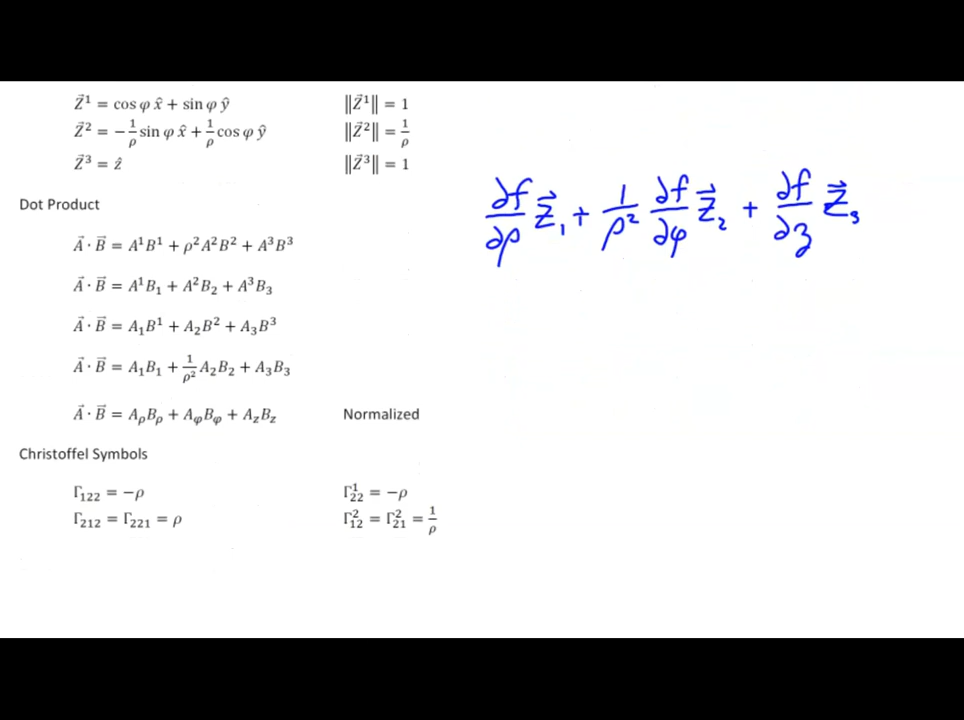 Z⃗¹ = cos φ x̂ + sin φ ŷ    ‖Z⃗¹‖ = 1
Z⃗² = −1/ρ sin φ x̂ + 1/ρ cos φ ŷ    ‖Z⃗²‖ = 1/ρ
Z⃗³ = ẑ    ‖Z⃗³‖ = 1
∂f/∂ρ Z⃗₁ + 1/ρ² ∂f/∂φ Z⃗₂ + ∂f/∂z Z⃗₃
Dot Product
A⃗ · B⃗ = A¹B¹ + ρ²A²B² + A³B³
A⃗ · B⃗ = A¹B₁ + A²B₂ + A³B₃
A⃗ · B⃗ = A₁B¹ + A₂B² + A₃B³
A⃗ · B⃗ = A₁B₁ + 1/ρ² A₂B₂ + A₃B₃
A⃗ · B⃗ = A_ρB_ρ + A_φB_φ + A_zB_z    Normalized
Christoffel Symbols
Γ₁₂₂ = −ρ    Γ¹₂₂ = −ρ
Γ₂₁₂ = Γ₂₂₁ = ρ    Γ²₁₂ = Γ²₂₁ = 1/ρ